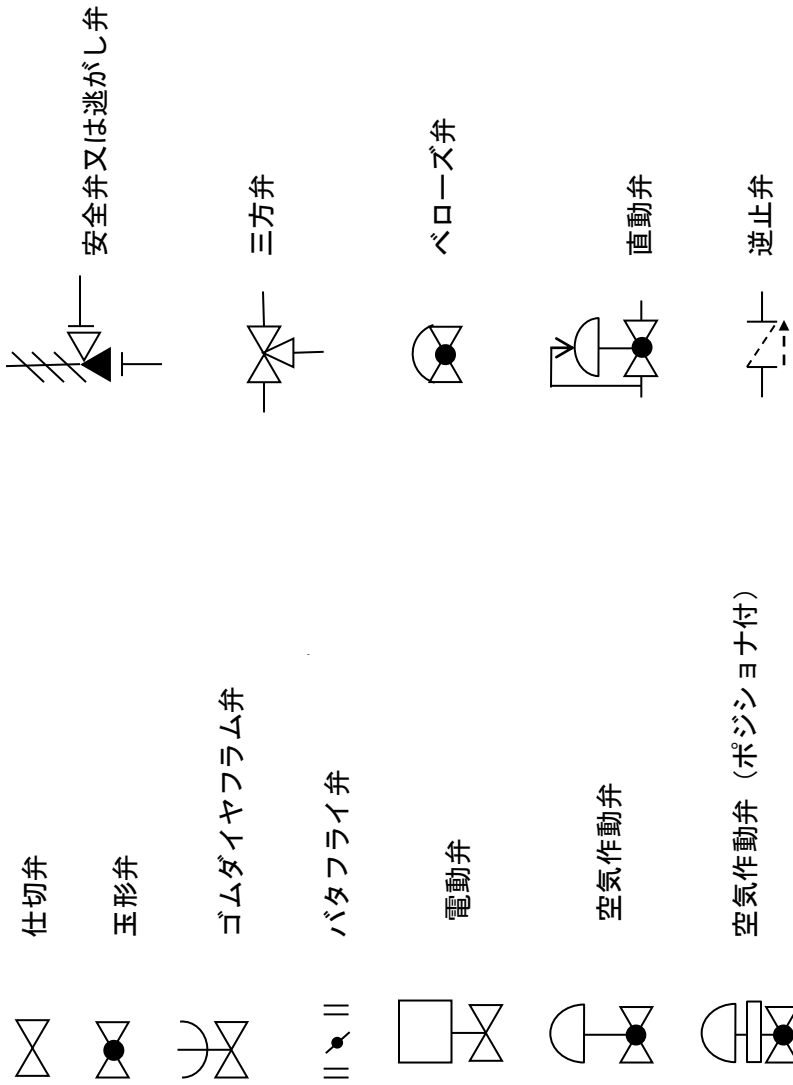 仕切弁
玉形弁
ゴムダイヤフラム弁
バタフライ弁
電動弁
空気作動弁
空気作動弁（ポジショナ付）
安全弁又は逃がし弁
三方弁
ベローズ弁
直動弁
逆止弁